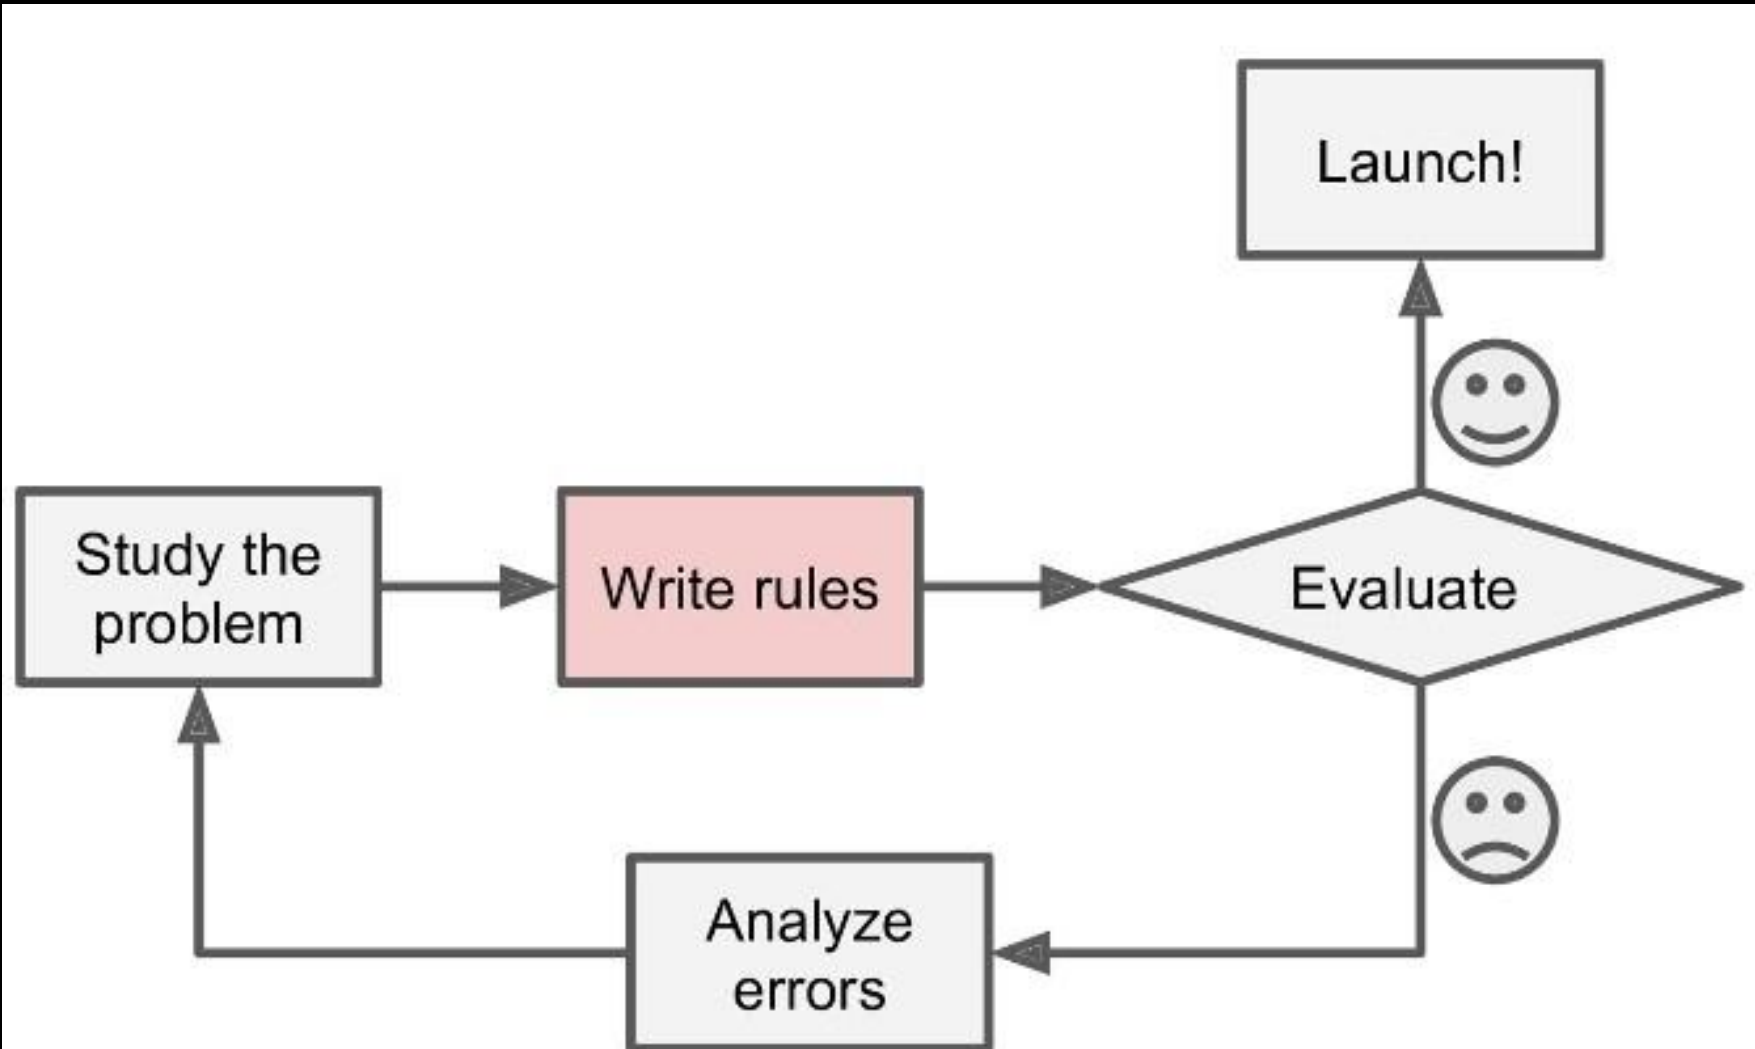 Launch!
Study the
problem
Write rules
Evaluate
Analyze
errors